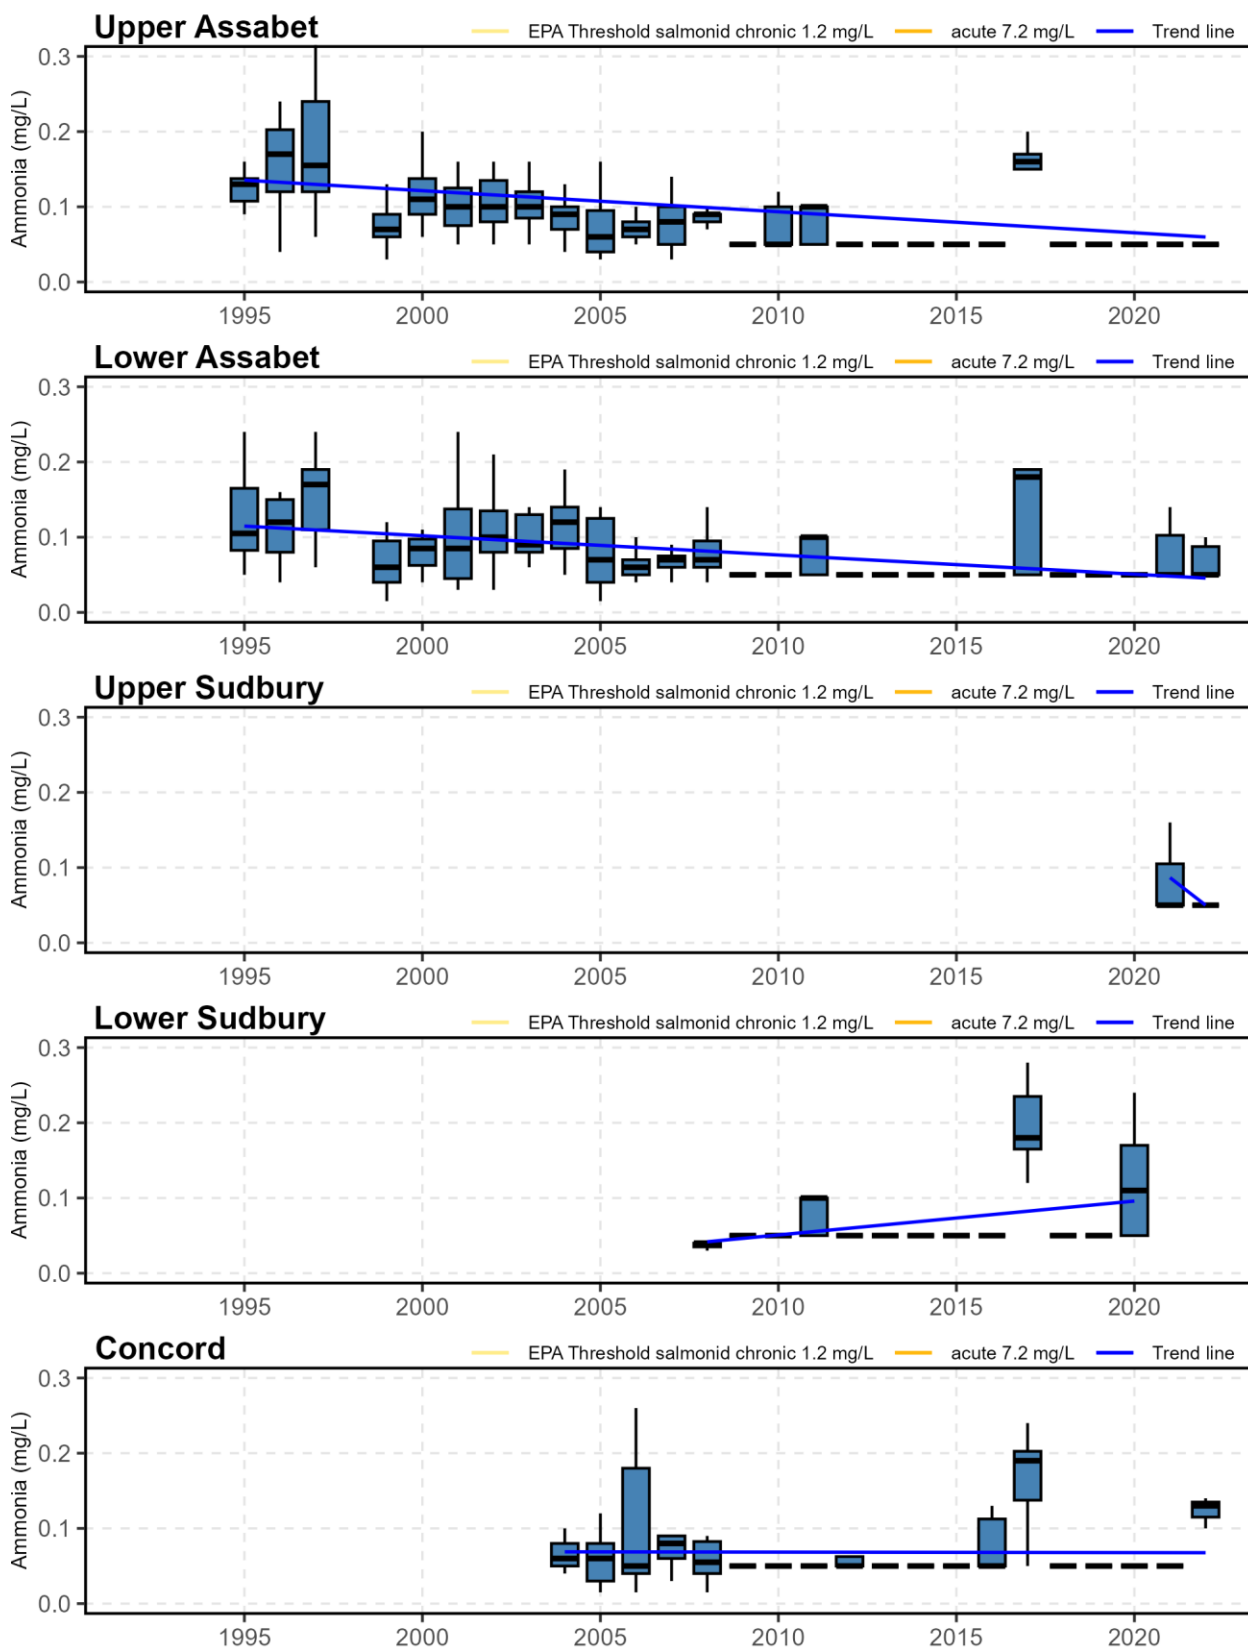 Upper Assabet
EPA Threshold salmonid chronic 1.2 mg/L acute 7.2 mg/L Trend line
Ammonia (mg/L)
0.3
0.2
0.1
0.0
1995 2000 2005 2010 2015 2020
Lower Assabet
EPA Threshold salmonid chronic 1.2 mg/L acute 7.2 mg/L Trend line
Ammonia (mg/L)
0.3
0.2
0.1
0.0
1995 2000 2005 2010 2015 2020
Upper Sudbury
EPA Threshold salmonid chronic 1.2 mg/L acute 7.2 mg/L Trend line
Ammonia (mg/L)
0.3
0.2
0.1
0.0
1995 2000 2005 2010 2015 2020
Lower Sudbury
EPA Threshold salmonid chronic 1.2 mg/L acute 7.2 mg/L Trend line
Ammonia (mg/L)
0.3
0.2
0.1
0.0
1995 2000 2005 2010 2015 2020
Concord
EPA Threshold salmonid chronic 1.2 mg/L acute 7.2 mg/L Trend line
Ammonia (mg/L)
0.3
0.2
0.1
0.0
1995 2000 2005 2010 2015 2020